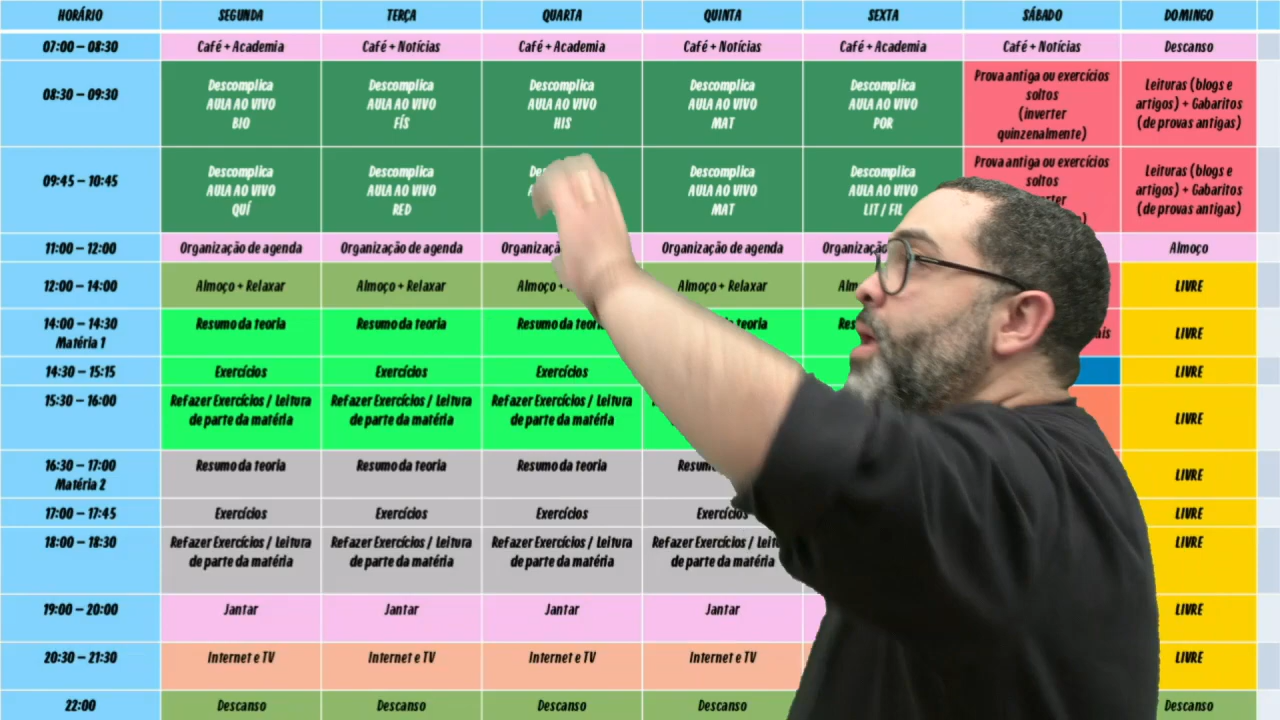 HORÁRIO SEGUNDA TERÇA QUARTA QUINTA SEXTA SÁBADO DOMINGO
07:00 – 08:30 Café + Academia Café + Notícias Café + Academia Café + Notícias Café + Academia Café + Notícias Descanso
08:30 – 09:30
Descomplica
AULA AO VIVO
BIO
Descomplica
AULA AO VIVO
FÍS
Descomplica
AULA AO VIVO
HIS
Descomplica
AULA AO VIVO
MAT
Descomplica
AULA AO VIVO
POR
Prova antiga ou exercícios
soltos
(inverter
quinzenalmente)
Leituras (blogs e
artigos) + Gabaritos
(de provas antigas)
09:45 – 10:45
Descomplica
AULA AO VIVO
QUÍ
Descomplica
AULA AO VIVO
RED
Descomplica
AULA AO VIVO
MAT
Descomplica
AULA AO VIVO
LIT / FIL
Prova antiga ou exercícios
soltos
Leituras (blogs e
artigos) + Gabaritos
(de provas antigas)
11:00 – 12:00 Organização de agenda Organização de agenda Organização de agenda Almoço
12:00 – 14:00 Almoço + Relaxar Almoço + Relaxar Almoço + Almoço + Relaxar LIVRE
14:00 – 14:30
Matéria 1
Resumo da teoria Resumo da teoria Resumo da teoria teoria LIVRE
14:30 – 15:15 Exercícios Exercícios Exercícios LIVRE
15:30 – 16:00
Refazer Exercícios / Leitura
de parte da matéria
Refazer Exercícios / Leitura
de parte da matéria
Refazer Exercícios / Leitura
de parte da matéria
LIVRE
16:30 – 17:00
Matéria 2
Resumo da teoria Resumo da teoria Resumo da teoria LIVRE
17:00 – 17:45 Exercícios Exercícios Exercícios Exercícios LIVRE
18:00 – 18:30
Refazer Exercícios / Leitura
de parte da matéria
Refazer Exercícios / Leitura
de parte da matéria
Refazer Exercícios / Leitura
de parte da matéria
Refazer Exercícios /
de parte da matéria
LIVRE
19:00 – 20:00 Jantar Jantar Jantar Jantar LIVRE
20:30 – 21:30 Internet e TV Internet e TV Internet e TV Internet e TV LIVRE
22:00 Descanso Descanso Descanso Descanso Descanso